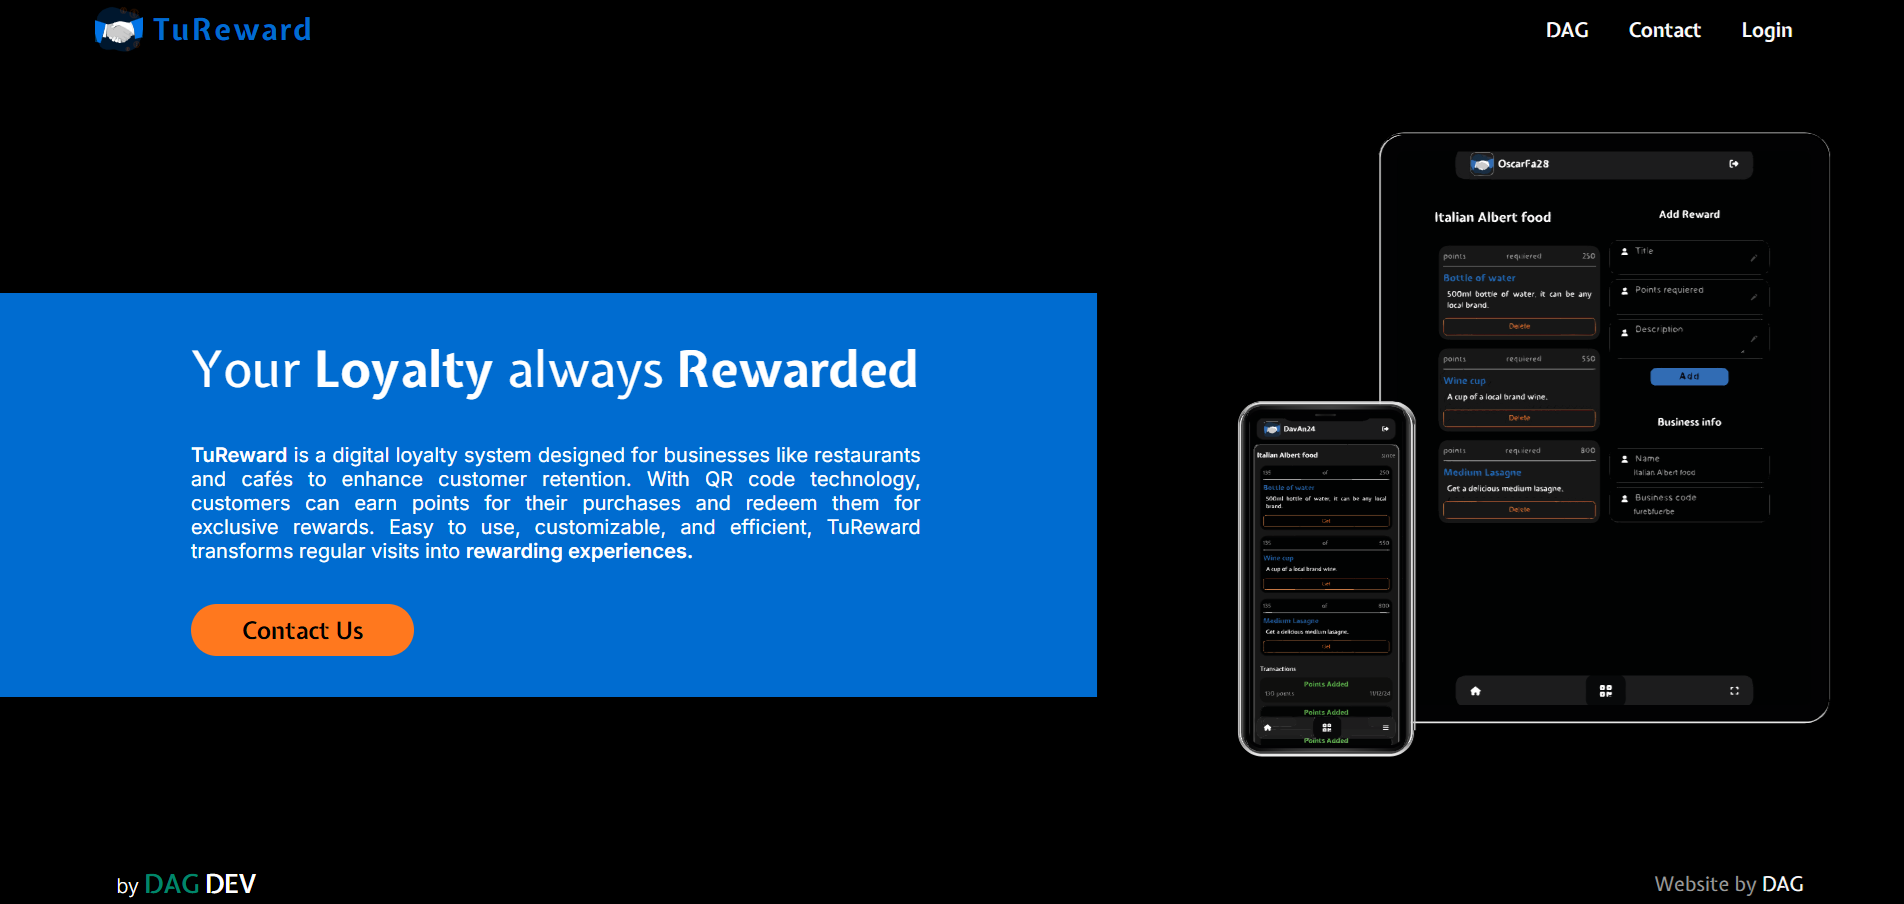 TuReward
DAG
Contact
Login
Your Loyalty always Rewarded
TuReward is a digital loyalty system designed for businesses like restaurants
and cafés to enhance customer retention. With QR code technology,
customers can earn points for their purchases and redeem them for
exclusive rewards. Easy to use, customizable, and efficient, TuReward
transforms regular visits into rewarding experiences.
Contact Us
OscarFa28
Italian Albert food
points requiered 250
Bottle of water
500ml bottle of water, it can be any
local brand.
Delete
points requiered 550
Wine cup
A cup of a local brand wine.
Delete
points requiered 800
Medium Lasagne
Get a delicious medium lasagne.
Delete
Add Reward
Title
Points requiered
Description
Add
Business info
Name
Italian Albert food
Business code
DavAn24
Italian Albert food
of 250
Bottle of water
500ml bottle of water, it can be any local
brand.
Get
of 550
Wine cup
A cup of a local brand wine.
Get
of 800
Medium Lasagne
Get a delicious medium lasagne.
Get
Transactions
Points Added
130 points 11/12/24
Points Added
Points Added
by DAG DEV
Website by DAG